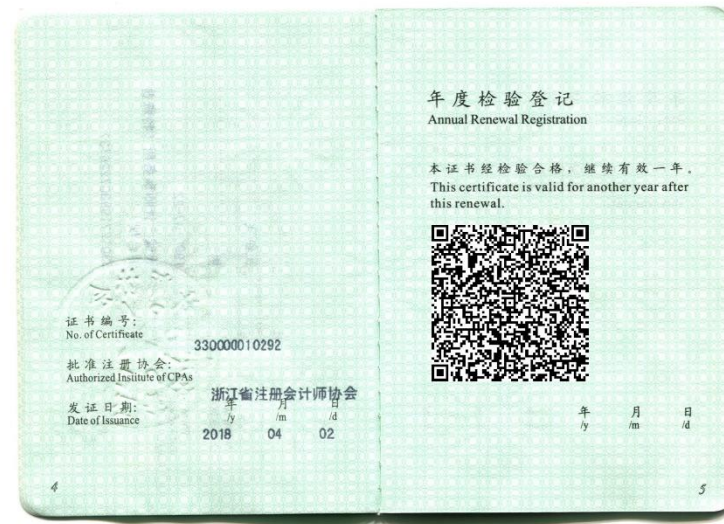 证书编号:
No. of Certificate
330000010292
批准注册协会:
Authorized Institute of CPAs
浙江省注册会计师协会
发证日期:
Date of Issuance
年 月 日
/y /m /d
2018 04 02
4
年度检验登记
Annual Renewal Registration
本证书经检验合格，继续有效一年。
This certificate is valid for another year after
this renewal.
年 月 日
/y /m /d
5